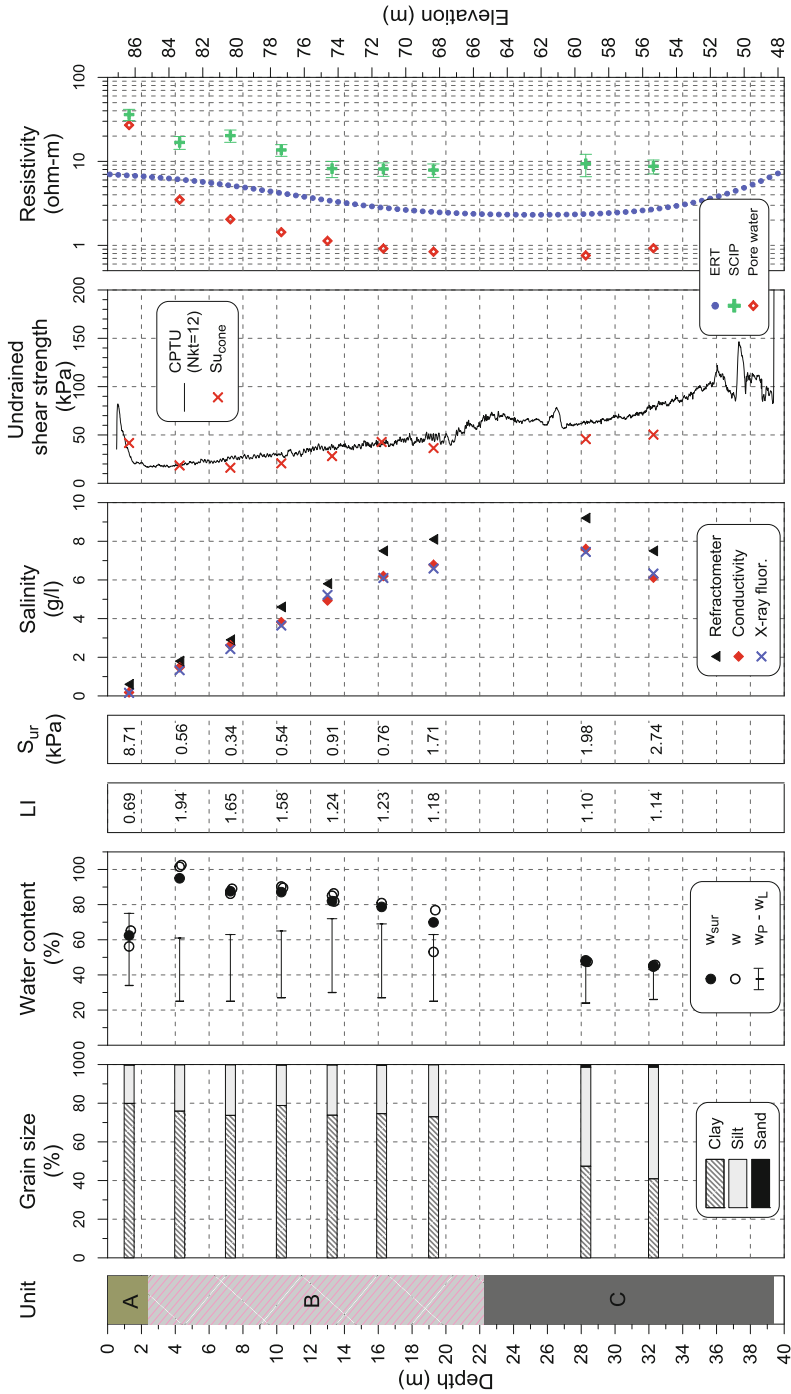 Unit
A
B
C
0
2
4
6
8
10
12
14
16
18
20
22
24
26
28
30
32
34
36
38
40
Depth (m)
Grain size
(%)
0
20
40
60
80
1000
Clay
Silt
Sand
Water content
(%)
20
40
60
80
100
w_sur
w
w_P - w_L
LI
0.69
1.94
1.65
1.58
1.24
1.23
1.18
1.10
1.14
S_ur
(kPa)
8.71
0.56
0.34
0.54
0.91
0.76
1.71
1.98
2.74
Salinity
(g/l)
0
2
4
6
8
10
Refractometer
Conductivity
X-ray fluor.
Undrained
shear strength
(kPa)
0
50
100
150
200
CPTU
(Nkt=12)
Su_cone
Resistivity
(ohm-m)
1
10
100
ERT
SCIP
Pore water
86
84
82
80
78
76
74
72
70
68
66
64
62
60
58
56
54
52
50
48
Elevation (m)